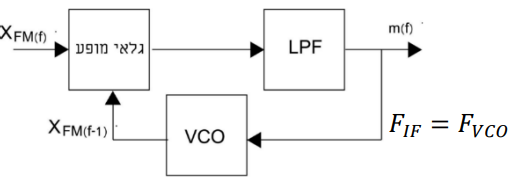 X_FM(f)
גלאי מופע
LPF
m(f)
X_FM(f-1)
VCO
F_IF = F_VCO